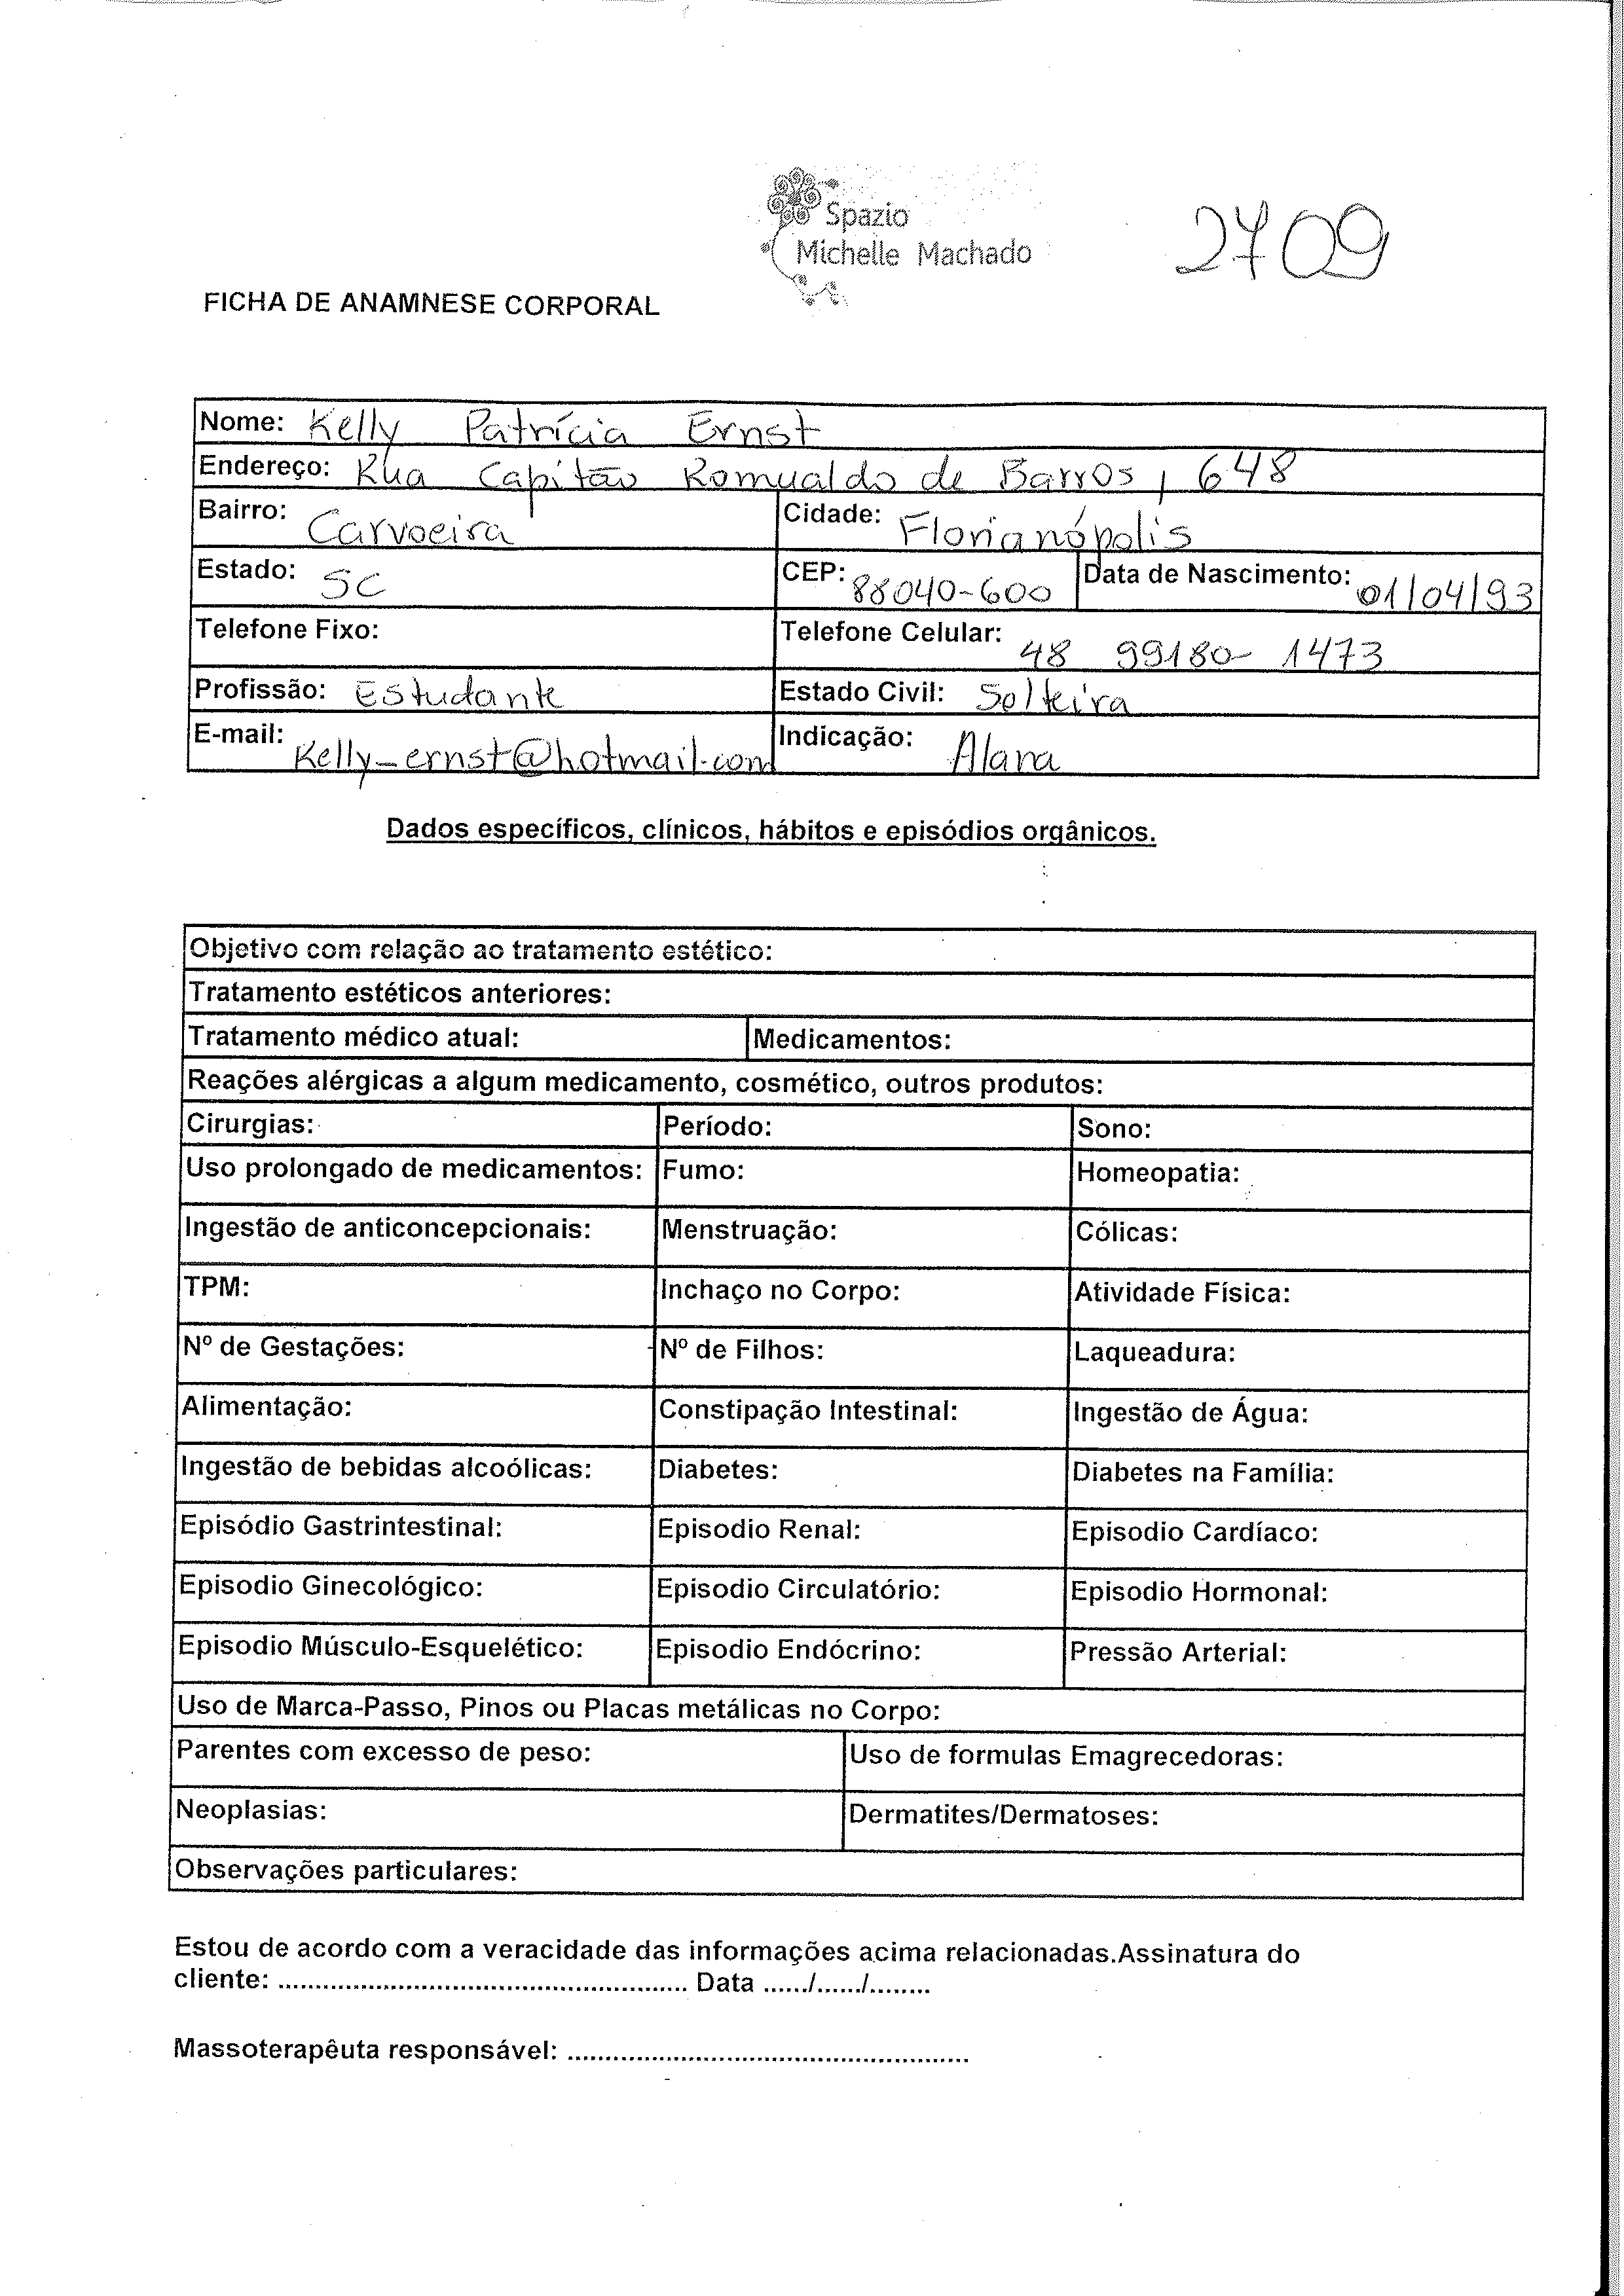 Spazio
Michelle Machado
2709
FICHA DE ANAMNESE CORPORAL
Nome: Kelly Patrícia Ernst
Endereço: Rua Capitão Romualdo de Barros, 648
Bairro: Carvoeira Cidade: Florianópolis
Estado: SC CEP: 88040-600 Data de Nascimento: 01/04/93
Telefone Fixo: Telefone Celular: 48 99180-1473
Profissão: Estudante Estado Civil: Solteira
E-mail: Kelly_ernst@hotmail.com Indicação: Alana
Dados específicos, clínicos, hábitos e episódios orgânicos.
Objetivo com relação ao tratamento estético:
Tratamento estéticos anteriores:
Tratamento médico atual: Medicamentos:
Reações alérgicas a algum medicamento, cosmético, outros produtos:
Cirurgias: Período: Sono:
Uso prolongado de medicamentos: Fumo: Homeopatia:
Ingestão de anticoncepcionais: Menstruação: Cólicas:
TPM: Inchaço no Corpo: Atividade Física:
Nº de Gestações: Nº de Filhos: Laqueadura:
Alimentação: Constipação Intestinal: Ingestão de Água:
Ingestão de bebidas alcoólicas: Diabetes: Diabetes na Família:
Episódio Gastrintestinal: Episodio Renal: Episodio Cardíaco:
Episodio Ginecológico: Episodio Circulatório: Episodio Hormonal:
Episodio Músculo-Esquelético: Episodio Endócrino: Pressão Arterial:
Uso de Marca-Passo, Pinos ou Placas metálicas no Corpo:
Parentes com excesso de peso: Uso de formulas Emagrecedoras:
Neoplasias: Dermatites/Dermatoses:
Observações particulares:
Estou de acordo com a veracidade das informações acima relacionadas.Assinatura do
cliente: ....................................................... Data ....../....../........
Massoterapêuta responsável: ......................................................